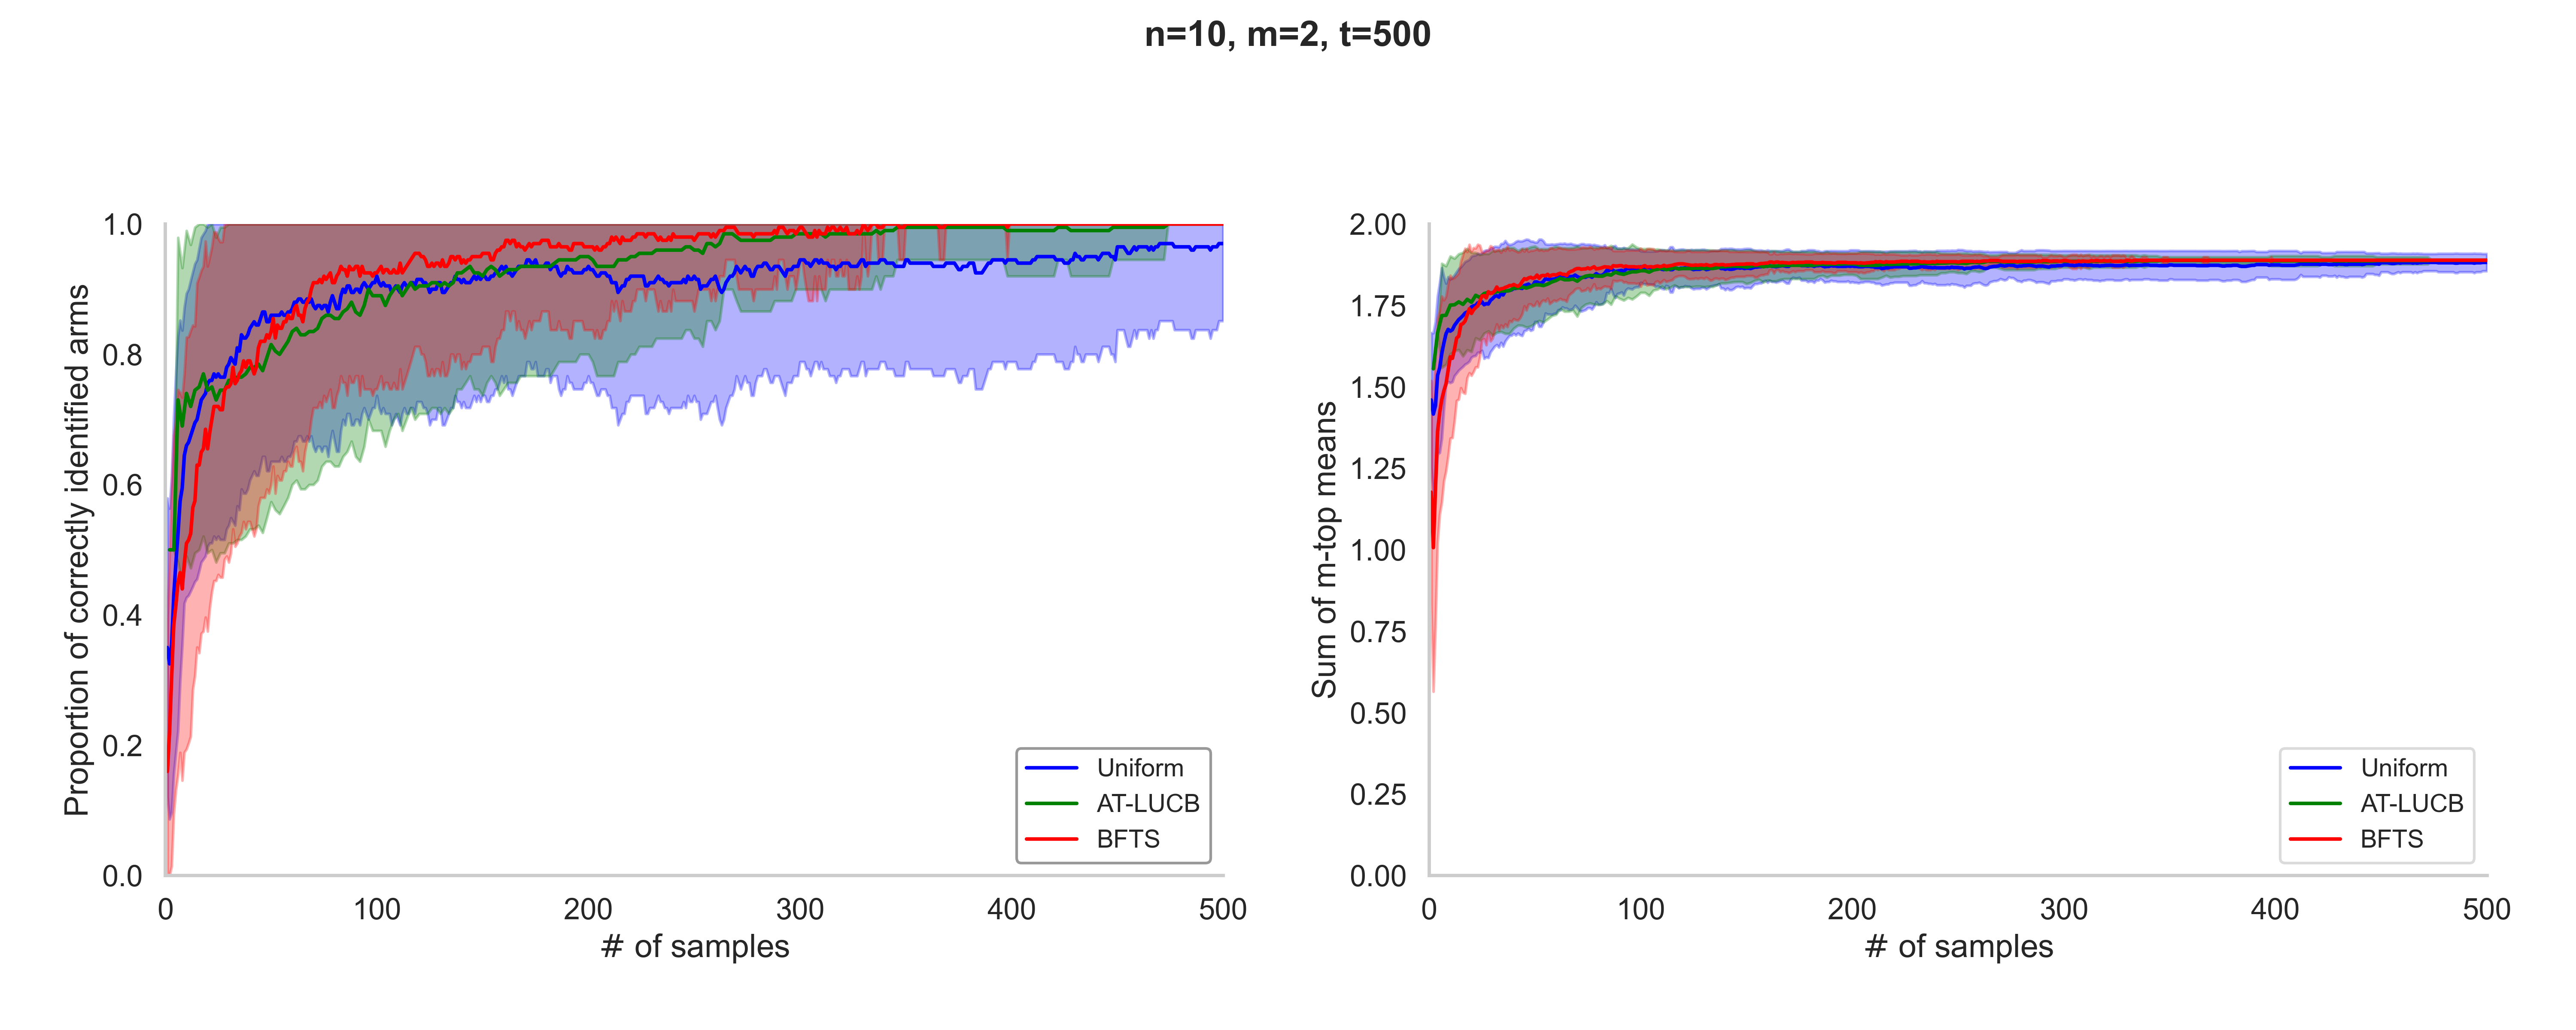 n=10, m=2, t=500
Proportion of correctly identified arms
1.0
0.8
0.6
0.4
0.2
0.0
0
100
200
300
400
500
# of samples
Uniform
AT-LUCB
BFTS
Sum of m-top means
2.00
1.75
1.50
1.25
1.00
0.75
0.50
0.25
0.00
0
100
200
300
400
500
# of samples
Uniform
AT-LUCB
BFTS